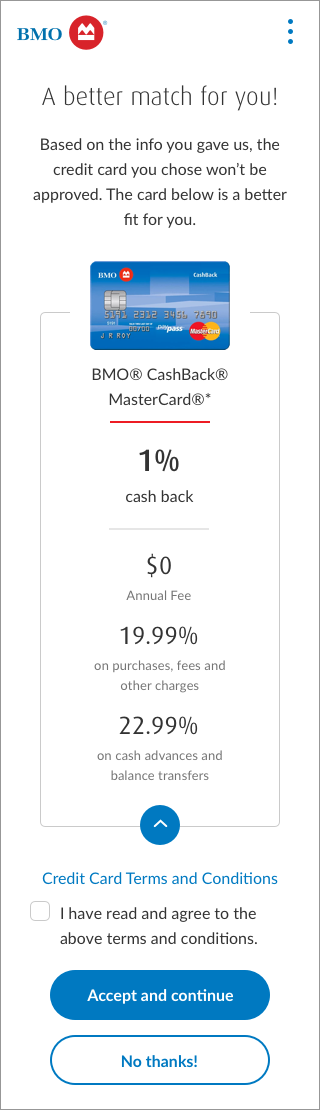 BMO
A better match for you!
Based on the info you gave us, the
credit card you chose won't be
approved. The card below is a better
fit for you.
BMO
CashBack
5191 2312 3456 7690
paypass
MasterCard
J R ROY
BMO® CashBack®
MasterCard®*
1%
cash back
$0
Annual Fee
19.99%
on purchases, fees and
other charges
22.99%
on cash advances and
balance transfers
Credit Card Terms and Conditions
I have read and agree to the
above terms and conditions.
Accept and continue
No thanks!